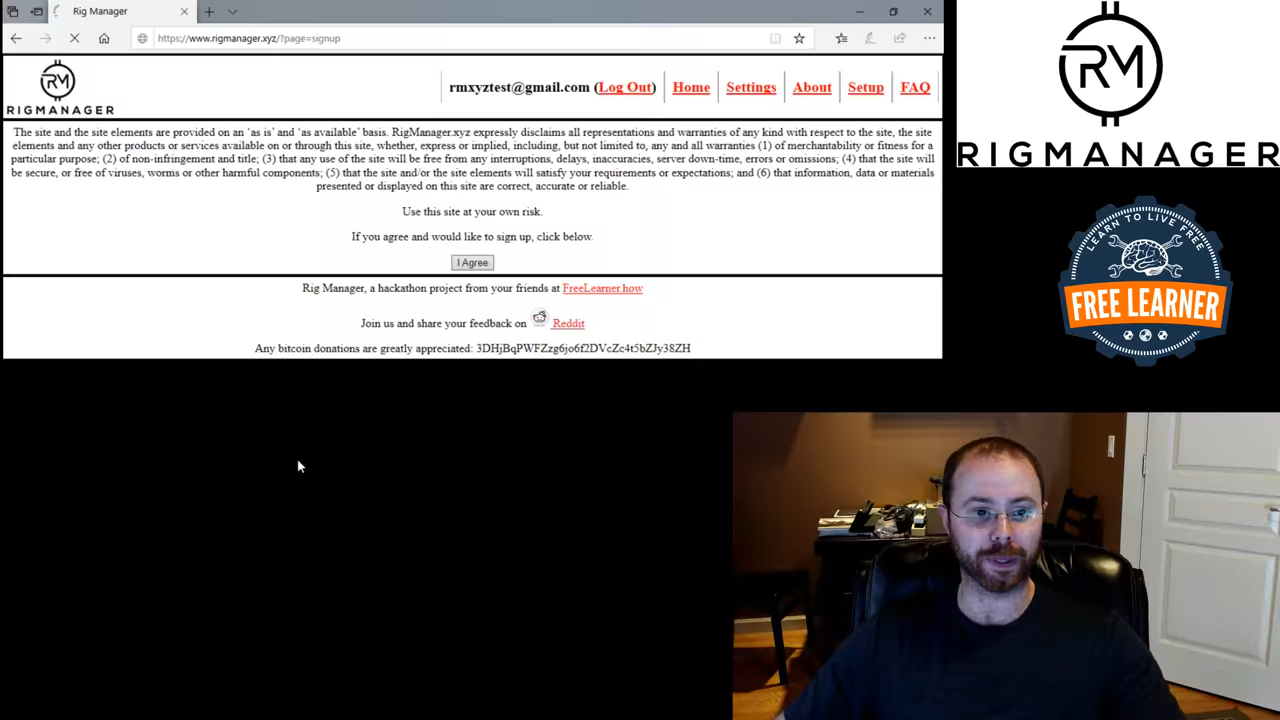 Rig Manager
https://www.rigmanager.xyz/?page=signup
RM
RIGMANAGER
rmxyztest@gmail.com (Log Out) Home Settings About Setup FAQ
The site and the site elements are provided on an 'as is' and 'as available' basis. RigManager.xyz expressly disclaims all representations and warranties of any kind with respect to the site, the site
elements and any other products or services available on or through this site, whether, express or implied, including, but not limited to, any and all warranties (1) of merchantability or fitness for a
particular purpose; (2) of non-infringement and title; (3) that any use of the site will be free from any interruptions, delays, inaccuracies, server down-time, errors or omissions; (4) that the site will
be secure, or free of viruses, worms or other harmful components; (5) that the site and/or the site elements will satisfy your requirements or expectations; and (6) that information, data or materials
presented or displayed on this site are correct, accurate or reliable.
Use this site at your own risk.
If you agree and would like to sign up, click below.
I Agree
Rig Manager, a hackathon project from your friends at FreeLearner.how
Join us and share your feedback on Reddit
Any bitcoin donations are greatly appreciated: 3DHjBqPWFZzg6jo6f2DVcZc4t5bZJy38ZH
RM
RIGMANAGER
LEARN TO LIVE FREE
FREE LEARNER